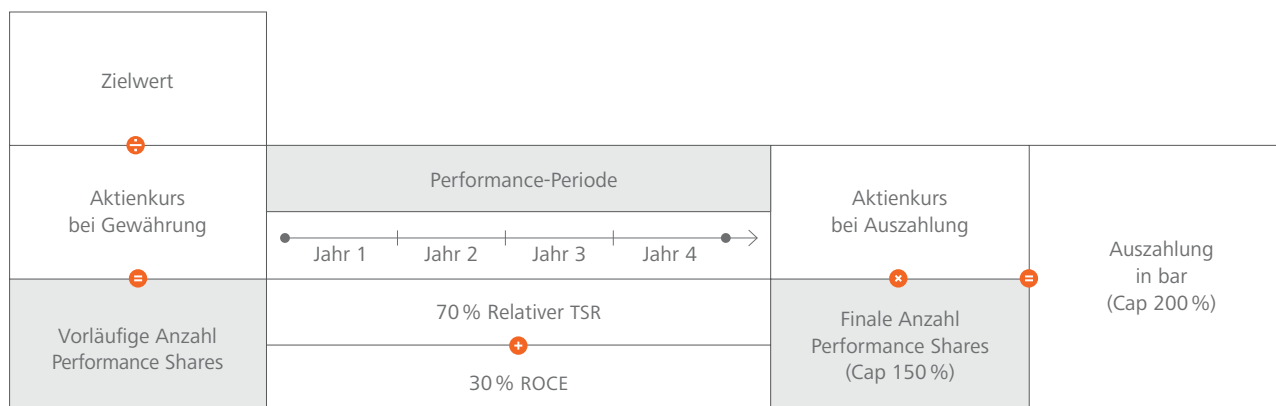 Zielwert
÷
Aktienkurs
bei Gewährung
=
Vorläufige Anzahl
Performance Shares
Performance-Periode
Jahr 1 Jahr 2 Jahr 3 Jahr 4
70 % Relativer TSR
+
30 % ROCE
Aktienkurs
bei Auszahlung
×
Finale Anzahl
Performance Shares
(Cap 150 %)
=
Auszahlung
in bar
(Cap 200 %)